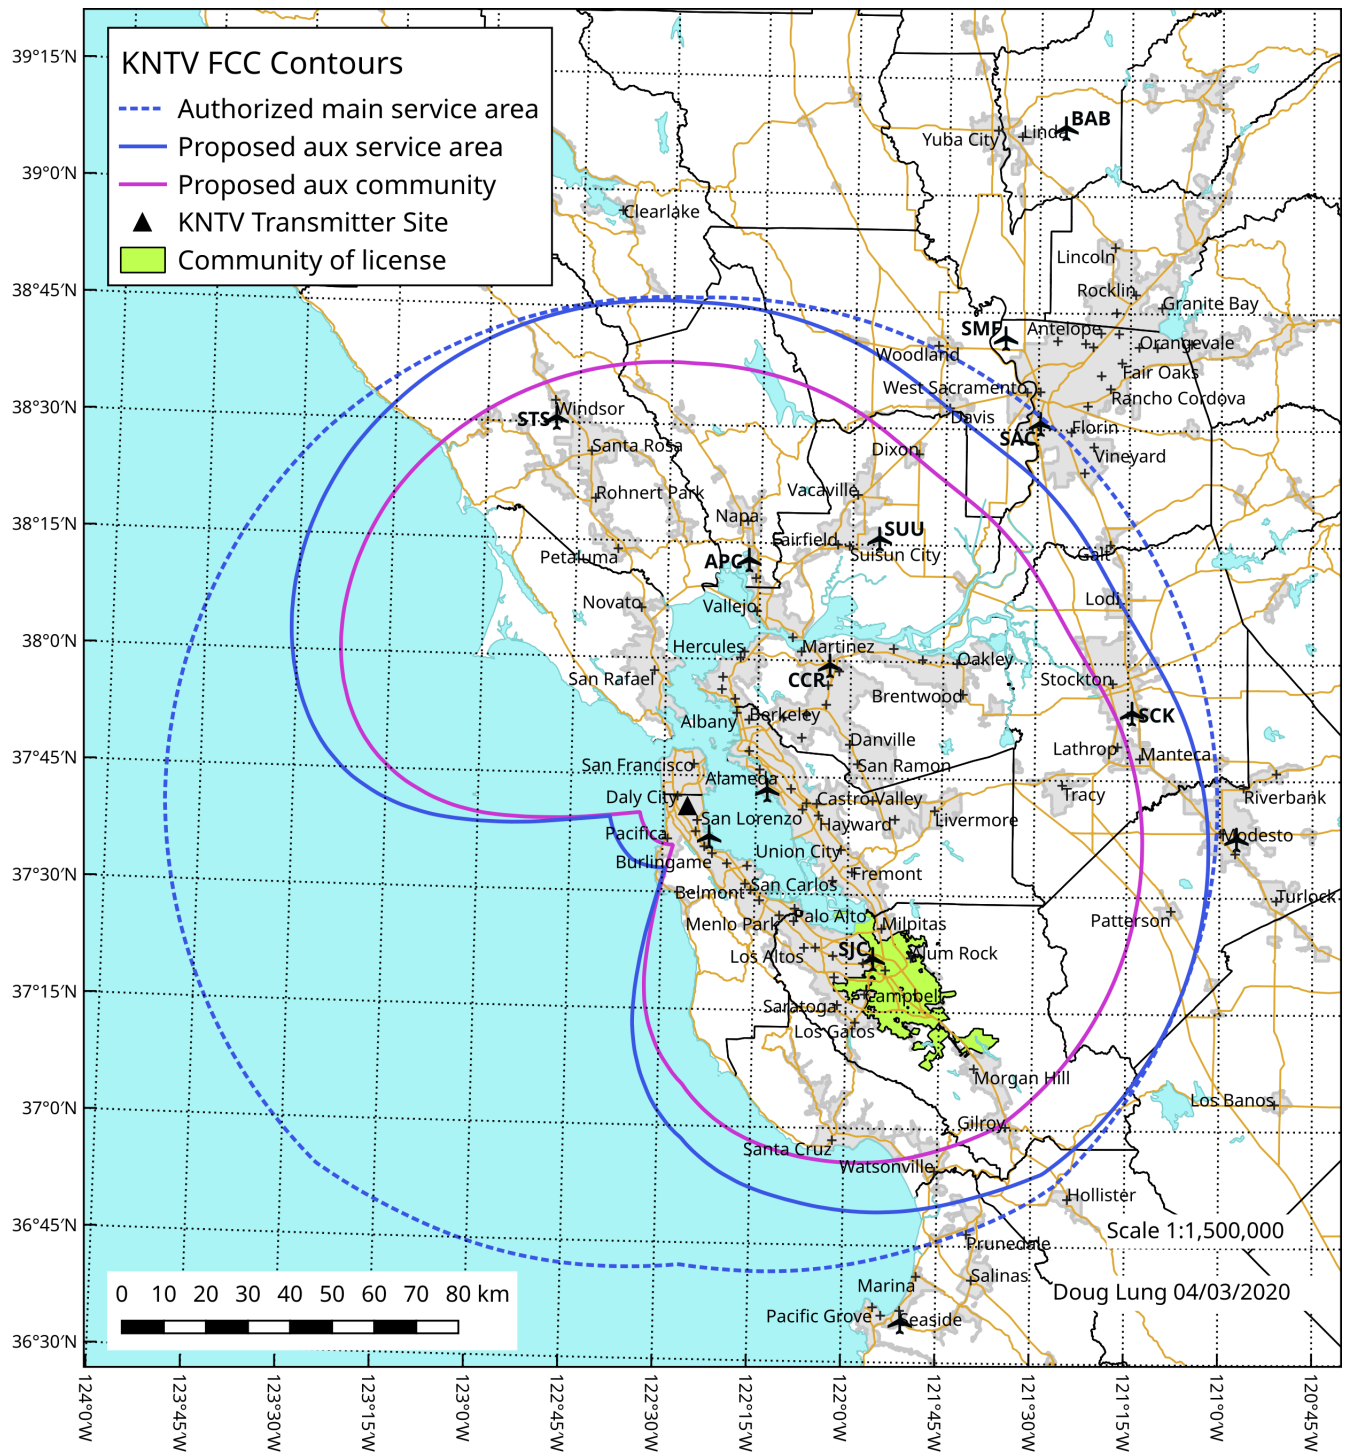 KNTV FCC Contours
Authorized main service area
Proposed aux service area
Proposed aux community
KNTV Transmitter Site
Community of license
39°15'N
39°0'N
38°45'N
38°30'N
38°15'N
38°0'N
37°45'N
37°30'N
37°15'N
37°0'N
36°45'N
36°30'N
BAB
Yuba City
Linda
Clearlake
Lincoln
Rocklin
Granite Bay
SMF
Antelope
Orangevale
Woodland
Fair Oaks
West Sacramento
Rancho Cordova
Davis
STS
Windsor
SAC
Florin
Santa Rosa
Dixon
Vineyard
Rohnert Park
Vacaville
Napa
SUU
Fairfield
Suisun City
Petaluma
APC
Galt
Novato
Vallejo
Lodi
Hercules
Martinez
Oakley
San Rafael
CCR
Brentwood
Stockton
Albany
Berkeley
SCK
Danville
Lathrop
Manteca
San Francisco
San Ramon
Alameda
Daly City
Castro Valley
Tracy
Riverbank
San Lorenzo
Hayward
Livermore
Pacifica
Modesto
Burlingame
Union City
Fremont
Belmont
San Carlos
Turlock
Menlo Park
Palo Alto
Milpitas
Patterson
Los Altos
SJC
Alum Rock
Saratoga
Campbell
Los Gatos
Morgan Hill
Los Banos
Gilroy
Santa Cruz
Watsonville
Hollister
Scale 1:1,500,000
Prunedale
Salinas
Marina
Doug Lung 04/03/2020
Pacific Grove
Seaside
0 10 20 30 40 50 60 70 80 km
124°0'W
123°45'W
123°30'W
123°15'W
123°0'W
122°45'W
122°30'W
122°15'W
122°0'W
121°45'W
121°30'W
121°15'W
121°0'W
120°45'W